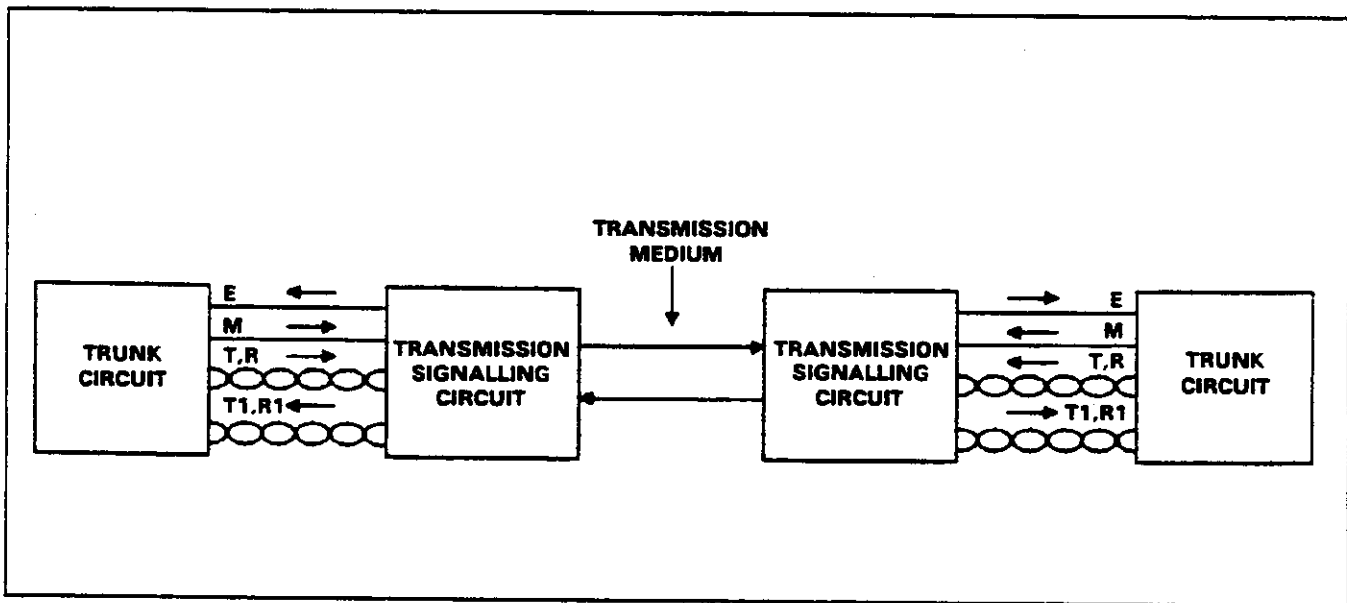 TRANSMISSION
MEDIUM
TRUNK
CIRCUIT
E
M
T,R
T1,R1
TRANSMISSION
SIGNALLING
CIRCUIT
TRANSMISSION
SIGNALLING
CIRCUIT
E
M
T,R
T1,R1
TRUNK
CIRCUIT